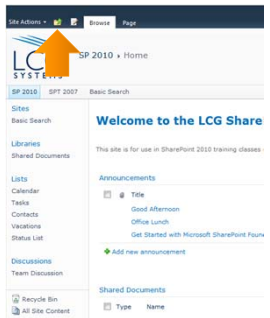 Site Actions Browse Page
LC
SYSTEMS
SP 2010 Home
SP 2010 SPT 2007 Basic Search
Sites
Basic Search
Libraries
Shared Documents
Lists
Calendar
Tasks
Contacts
Vacations
Status List
Discussions
Team Discussion
Recycle Bin
All Site Content
Welcome to the LCG Share
This site is for use in SharePoint 2010 training classes
Announcements
Title
Good Afternoon
Office Lunch
Get Started with Microsoft SharePoint Foun
Add new announcement
Shared Documents
Type Name